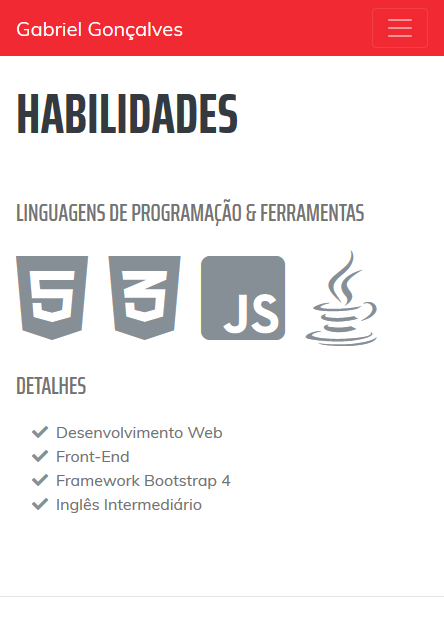 Gabriel Gonçalves
HABILIDADES
LINGUAGENS DE PROGRAMAÇÃO & FERRAMENTAS
5 3 JS
DETALHES
Desenvolvimento Web
Front-End
Framework Bootstrap 4
Inglês Intermediário